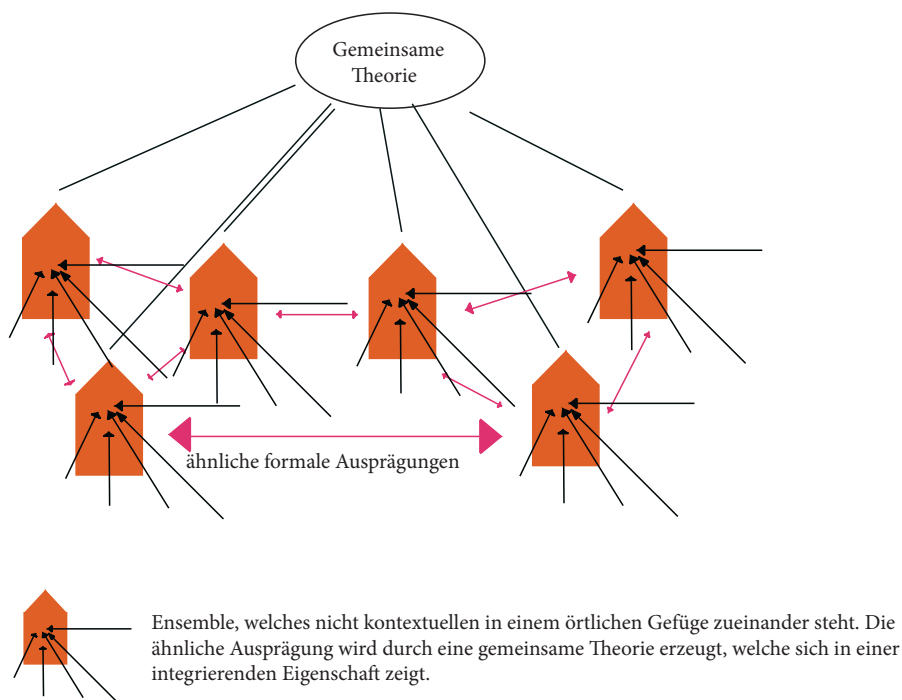 Gemeinsame
Theorie
ähnliche formale Ausprägungen
Ensemble, welches nicht kontextuellen in einem örtlichen Gefüge zueinander steht. Die
ähnliche Ausprägung wird durch eine gemeinsame Theorie erzeugt, welche sich in einer
integrierenden Eigenschaft zeigt.